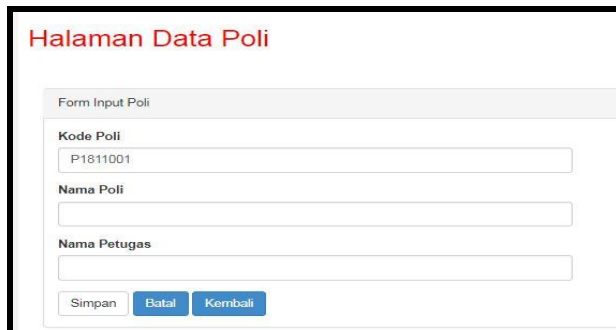 Halaman Data Poli
Form Input Poli
Kode Poli
P1811001
Nama Poli
Nama Petugas
Simpan Batal Kembali